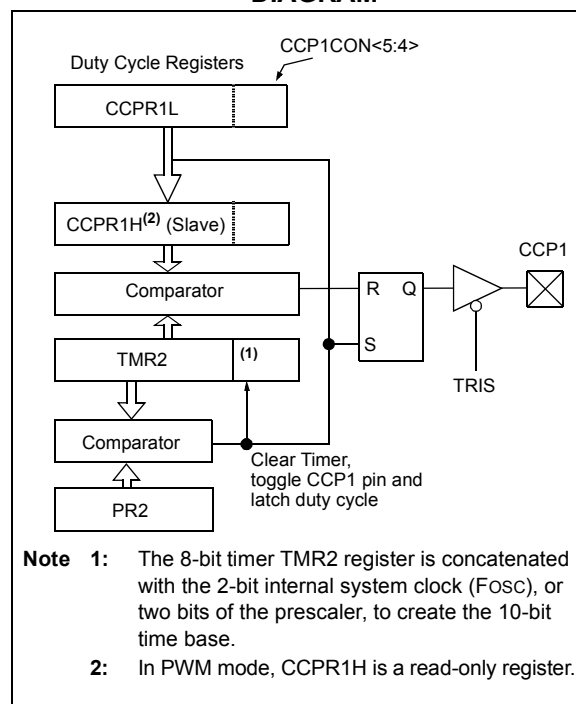 DIAGRAM
CCP1CON<5:4>
Duty Cycle Registers
CCPR1L
CCPR1H(2) (Slave)
CCP1
Comparator
R Q
TMR2
(1)
S
TRIS
Comparator
Clear Timer,
toggle CCP1 pin and
latch duty cycle
PR2
Note 1: The 8-bit timer TMR2 register is concatenated
with the 2-bit internal system clock (FOSC), or
two bits of the prescaler, to create the 10-bit
time base.
2: In PWM mode, CCPR1H is a read-only register.